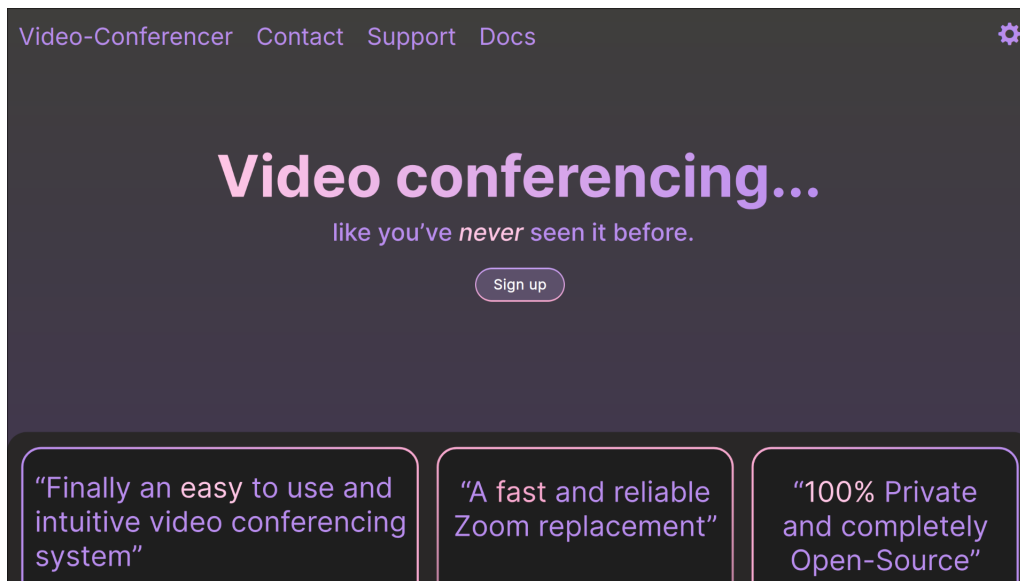 Video-Conferencer Contact Support Docs
Video conferencing...
like you’ve never seen it before.
Sign up
“Finally an easy to use and
intuitive video conferencing
system”
“A fast and reliable
Zoom replacement”
“100% Private
and completely
Open-Source”